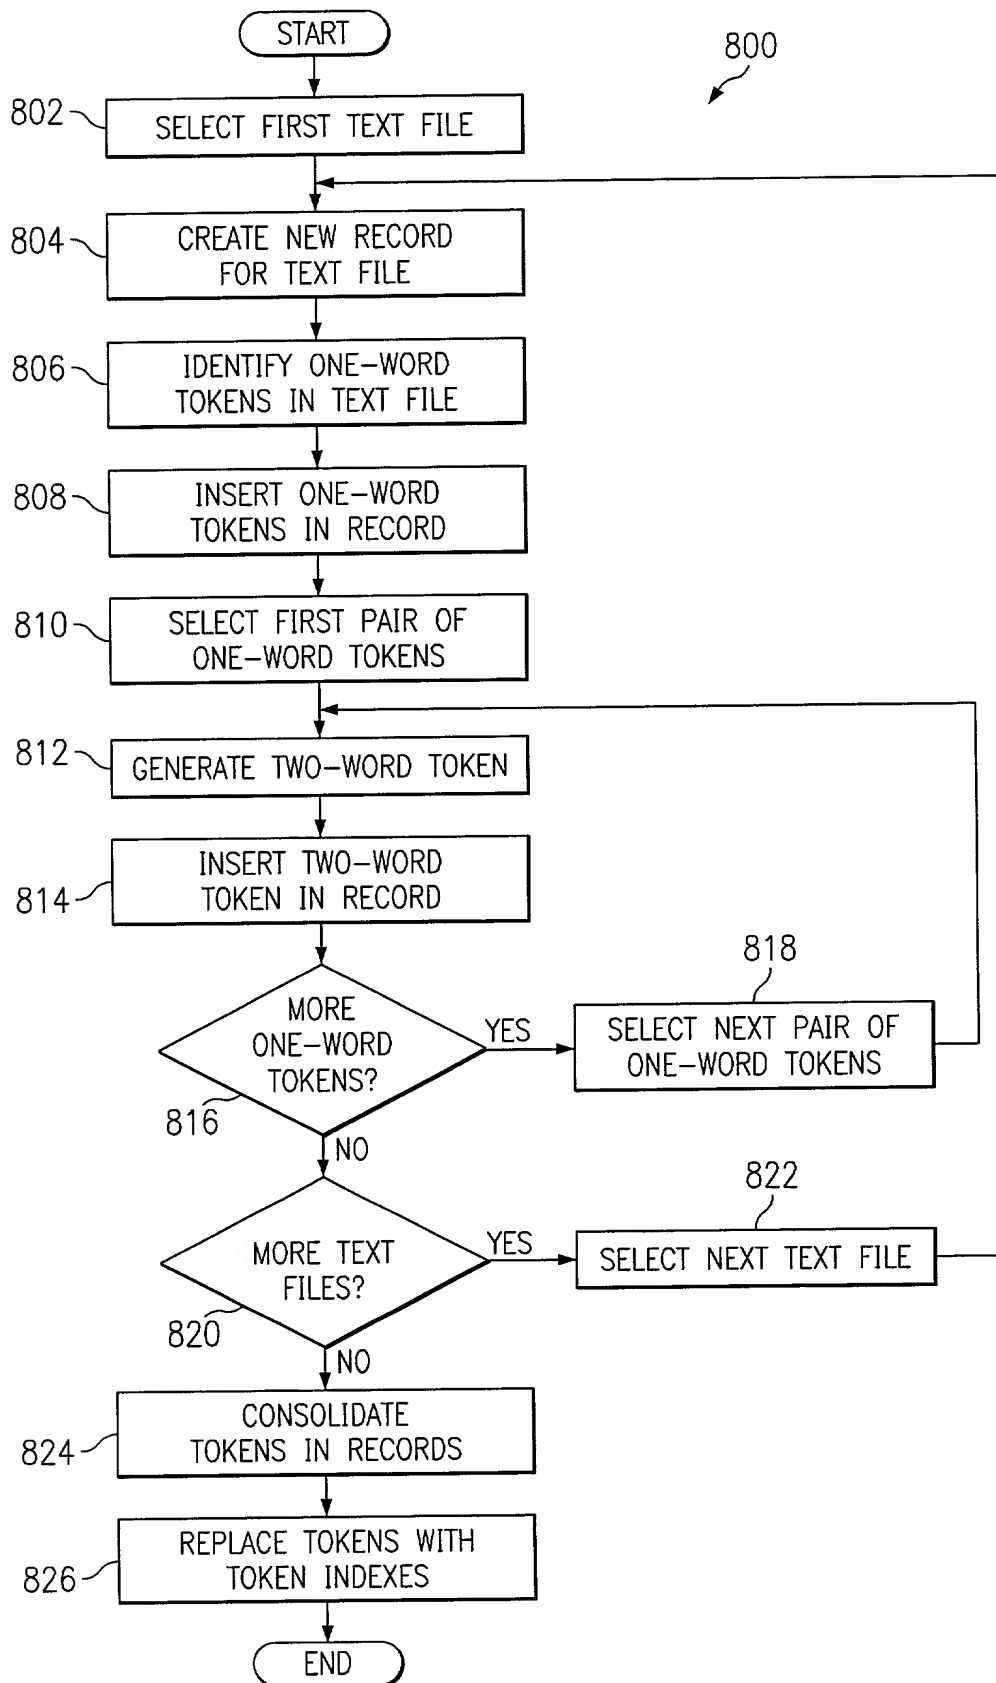 START
800
802
SELECT FIRST TEXT FILE
804
CREATE NEW RECORD
FOR TEXT FILE
806
IDENTIFY ONE-WORD
TOKENS IN TEXT FILE
808
INSERT ONE-WORD
TOKENS IN RECORD
810
SELECT FIRST PAIR OF
ONE-WORD TOKENS
812
GENERATE TWO-WORD TOKEN
814
INSERT TWO-WORD
TOKEN IN RECORD
MORE
ONE-WORD
TOKENS?
816
YES
818
SELECT NEXT PAIR OF
ONE-WORD TOKENS
NO
MORE TEXT
FILES?
820
YES
822
SELECT NEXT TEXT FILE
NO
824
CONSOLIDATE
TOKENS IN RECORDS
826
REPLACE TOKENS WITH
TOKEN INDEXES
END